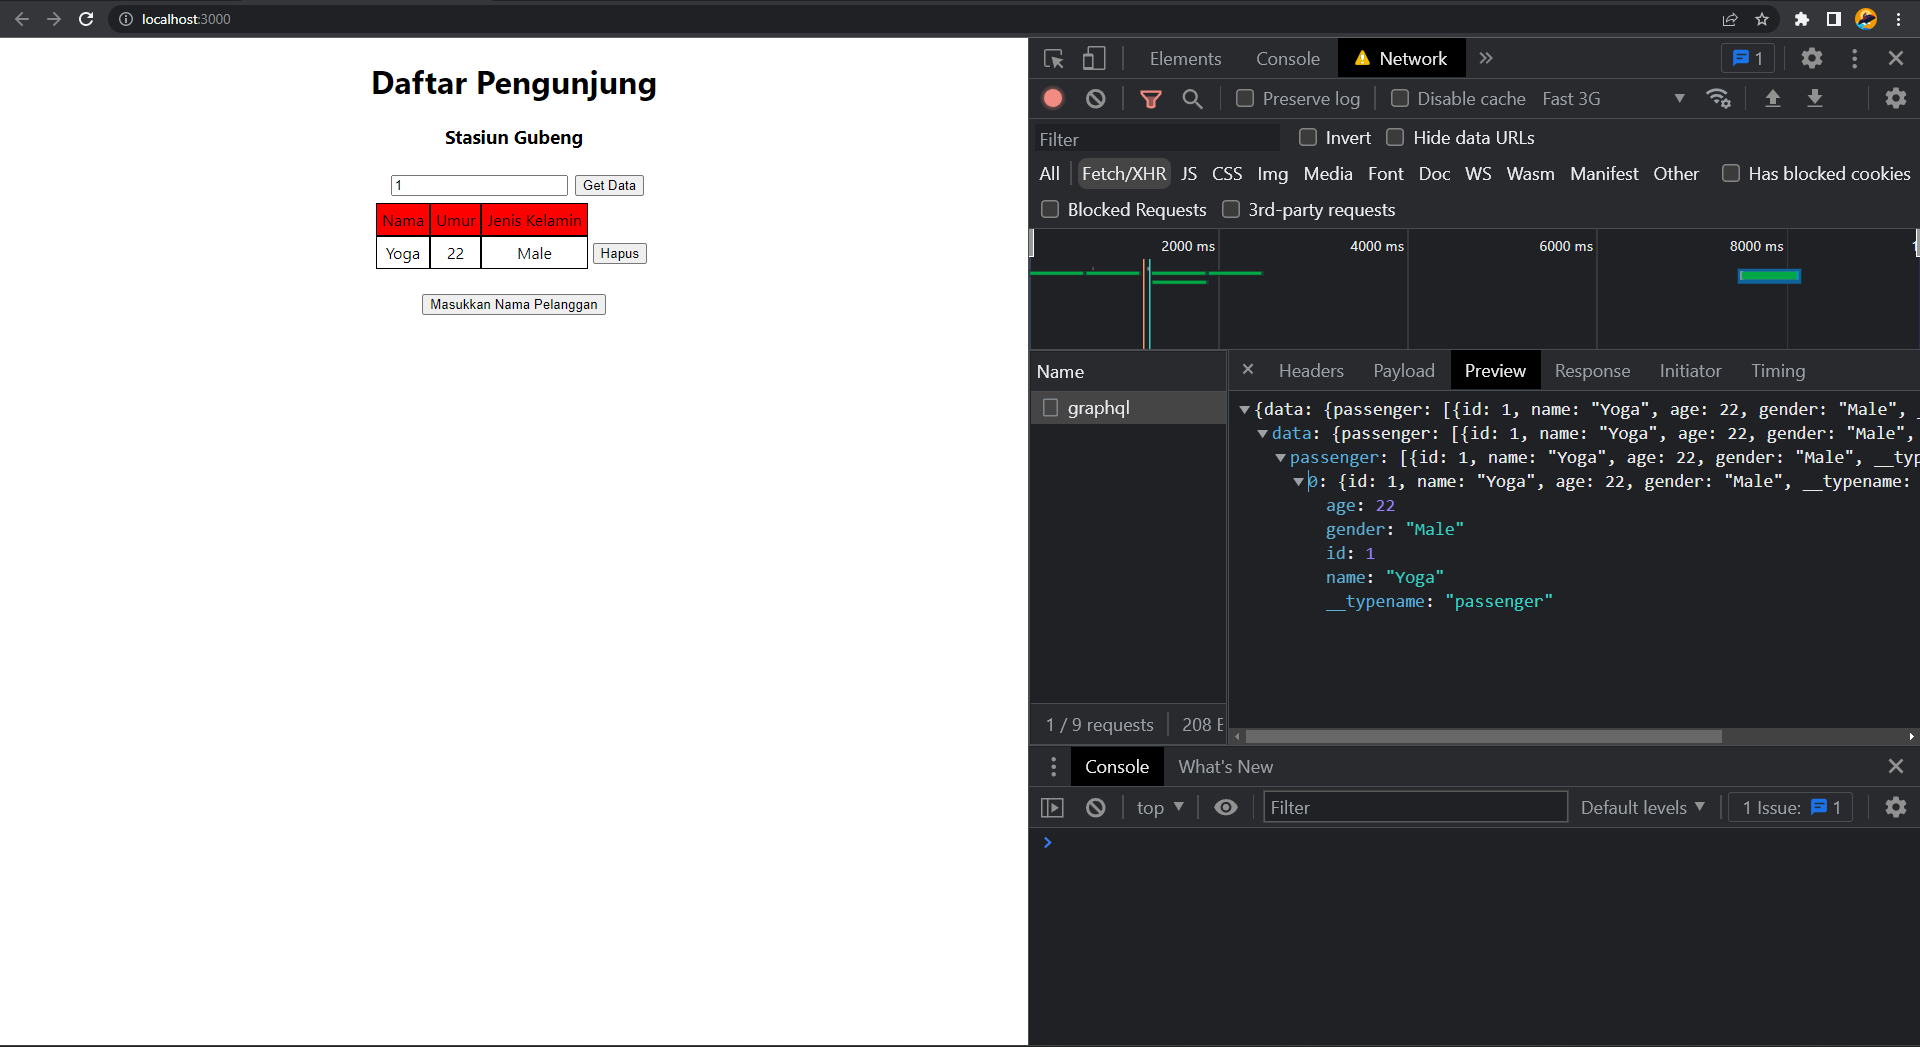 localhost:3000
Daftar Pengunjung
Stasiun Gubeng
1 Get Data
Nama Umur Jenis Kelamin
Yoga 22 Male Hapus
Masukkan Nama Pelanggan
Elements Console Network 1
Preserve log Disable cache Fast 3G
Filter Invert Hide data URLs
All Fetch/XHR JS CSS Img Media Font Doc WS Wasm Manifest Other Has blocked cookies
Blocked Requests 3rd-party requests
2000 ms 4000 ms 6000 ms 8000 ms
Name
graphql
1 / 9 requests 208
Headers Payload Preview Response Initiator Timing
{data: {passenger: [{id: 1, name: "Yoga", age: 22, gender: "Male",
data: {passenger: [{id: 1, name: "Yoga", age: 22, gender: "Male",
passenger: [{id: 1, name: "Yoga", age: 22, gender: "Male", __typ
0: {id: 1, name: "Yoga", age: 22, gender: "Male", __typename:
age: 22
gender: "Male"
id: 1
name: "Yoga"
__typename: "passenger"
Console What's New
top Filter Default levels 1 Issue: 1